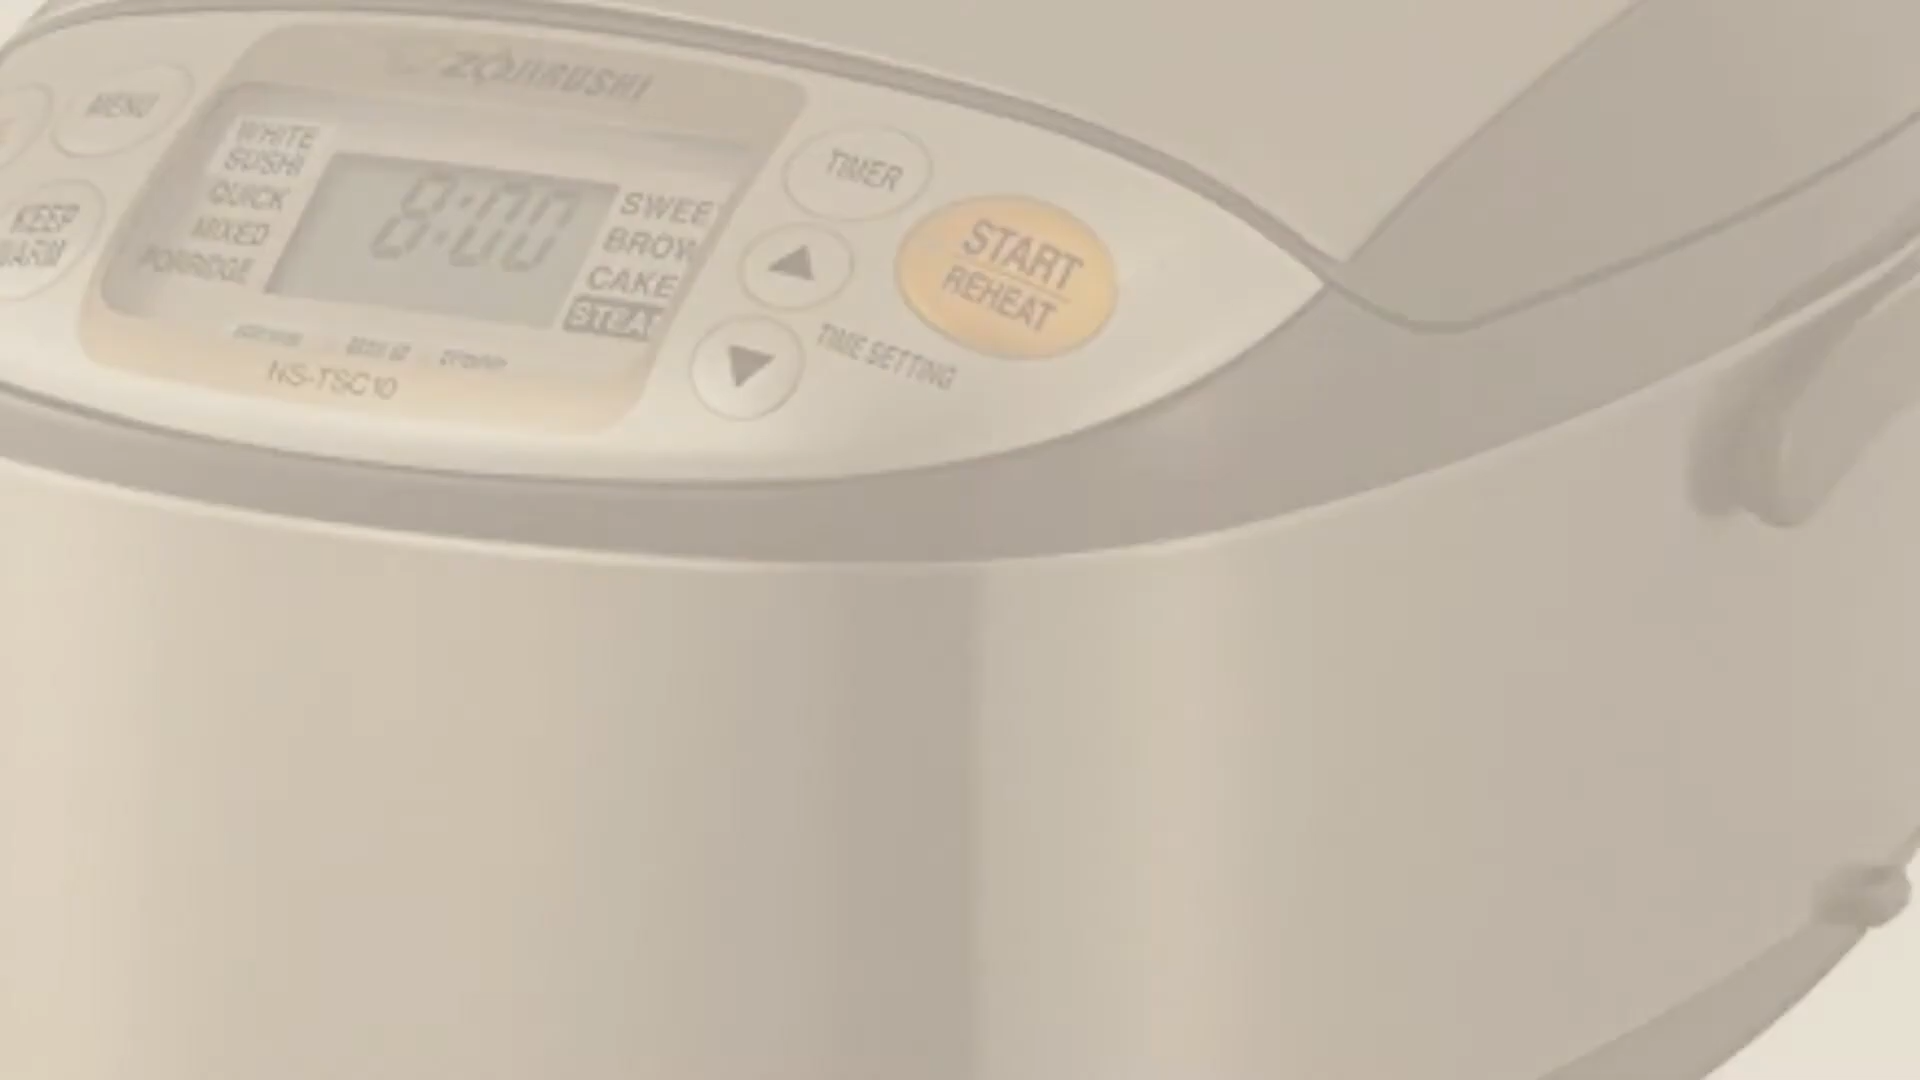 ZOJIRUSHI
MENU
WHITE
SUSHI
QUICK
MIXED
PORRIDGE
KEEP
WARM
8:00
SWEE
BROW
CAKE
STEA
TIMER
START
REHEAT
TIME SETTING
NS-TSC10